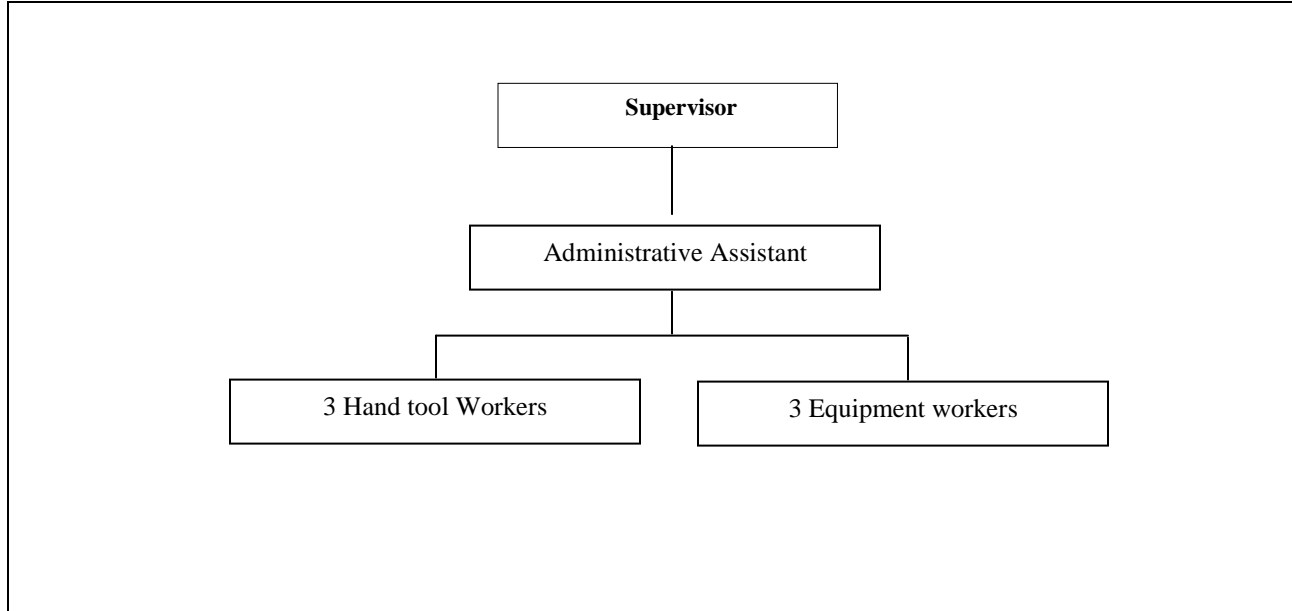 Supervisor
Administrative Assistant
3 Hand tool Workers
3 Equipment workers